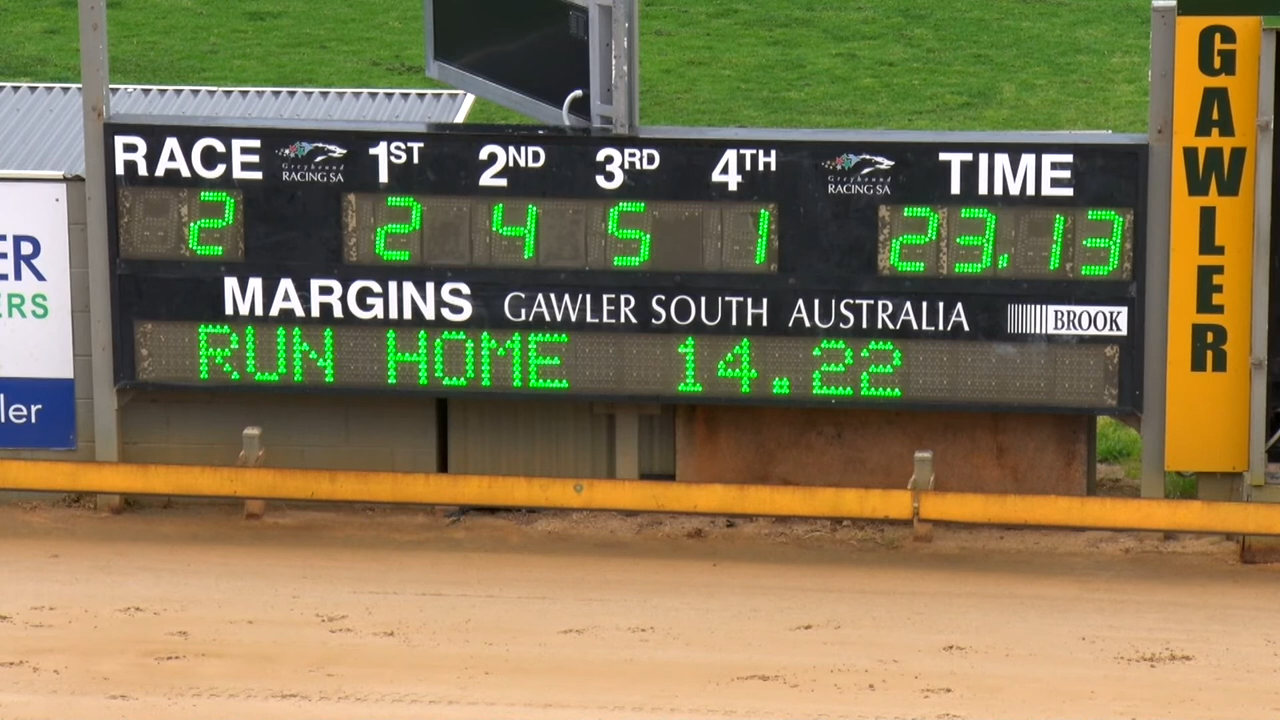 RACE Greyhound RACING SA 1ST 2ND 3RD 4TH Greyhound RACING SA TIME
2 2 4 5 1 23.13
MARGINS GAWLER SOUTH AUSTRALIA BROOK
RUN HOME 14.22
GAWLER
ER
ERS
ler